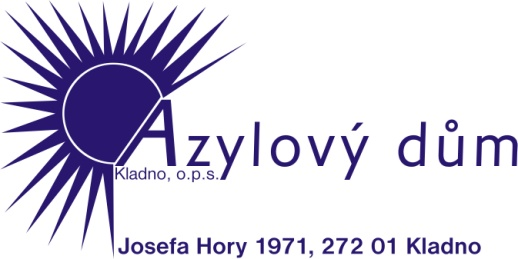 Azylový dům
Kladno, o.p.s.
Josefa Hory 1971, 272 01 Kladno